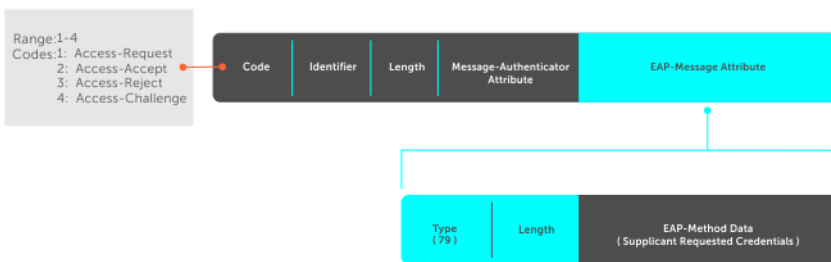 Range:1-4
Codes:1: Access-Request
2: Access-Accept
3: Access-Reject
4: Access-Challenge
Code
Identifier
Length
Message-Authenticator
Attribute
EAP-Message Attribute
Type
( 79 )
Length
EAP-Method Data
( Supplicant Requested Credentials )